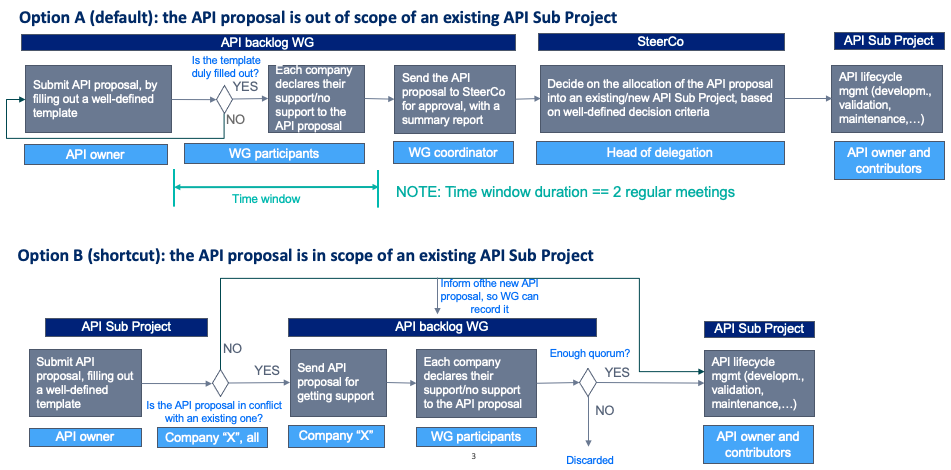 Option A (default): the API proposal is out of scope of an existing API Sub Project
API backlog WG
SteerCo
API Sub Project
Submit API proposal, by
filling out a well-defined
template
Is the template
duly filled out?
YES
NO
Each company
declares their
support/no
support to the
API proposal
Send the API
proposal to SteerCo
for approval, with a
summary report
Decide on the allocation of the API proposal
into an existing/new API Sub Project, based
on well-defined decision criteria
API lifecycle
mgmt (developm.,
validation,
maintenance,...)
API owner
WG participants
WG coordinator
Head of delegation
API owner and
contributors
Time window
NOTE: Time window duration == 2 regular meetings
Option B (shortcut): the API proposal is in scope of an existing API Sub Project
Inform ofthe new API
proposal, so WG can
record it
API Sub Project
API backlog WG
API Sub Project
Submit API
proposal, filling out
a well-defined
template
NO
YES
Is the API proposal in conflict
with an existing one?
Send API
proposal for
getting support
Each company
declares their
support/no support
to the API proposal
Enough quorum?
YES
NO
Discarded
API lifecycle
mgmt (developm.,
validation,
maintenance,...)
API owner
Company “X”, all
Company “X”
WG participants
API owner and
contributors
3